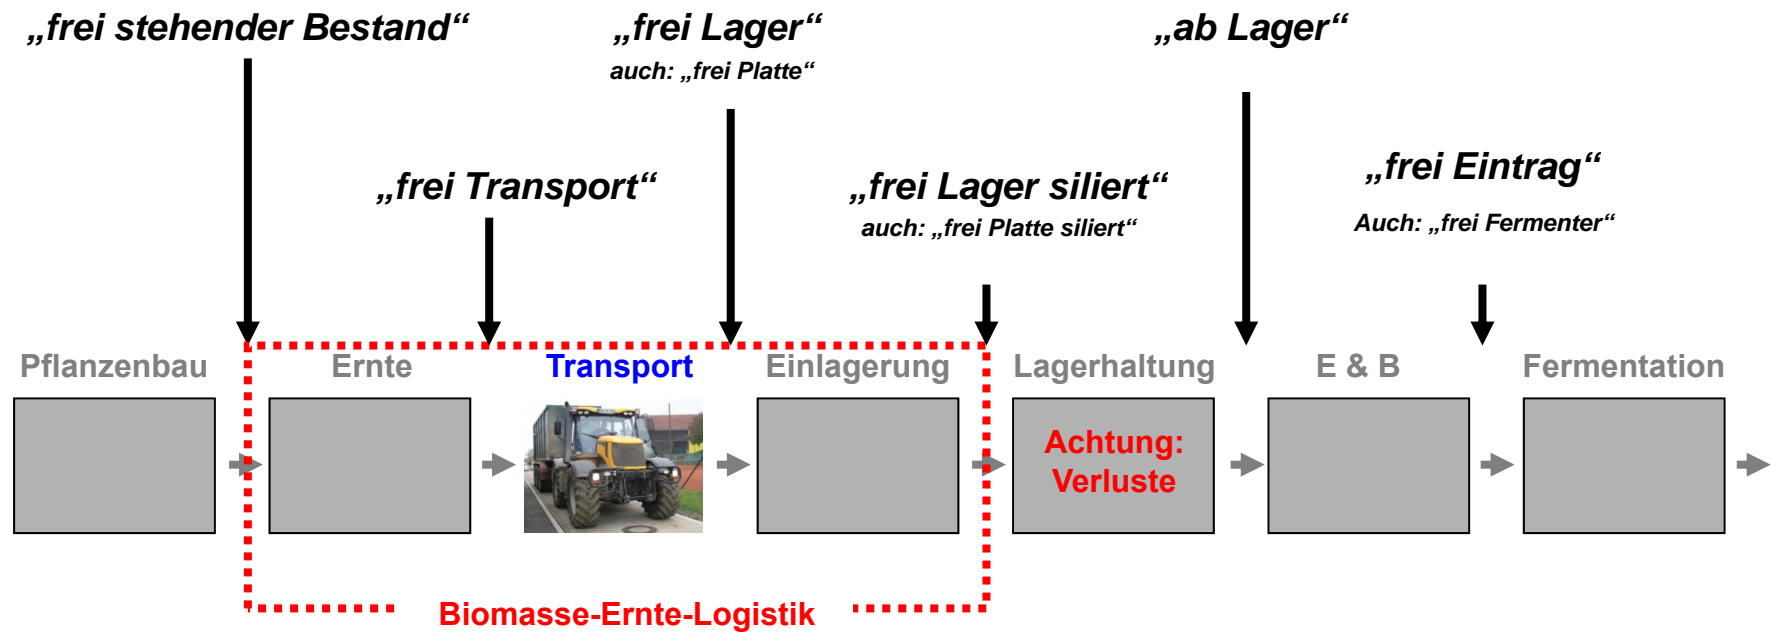 „frei stehender Bestand“
„frei Lager“
auch: „frei Platte“
„ab Lager“
„frei Transport“
„frei Lager siliert“
auch: „frei Platte siliert“
„frei Eintrag“
Auch: „frei Fermenter“
Pflanzenbau
Ernte
Transport
Einlagerung
Lagerhaltung
E & B
Fermentation
Achtung:
Verluste
Biomasse-Ernte-Logistik